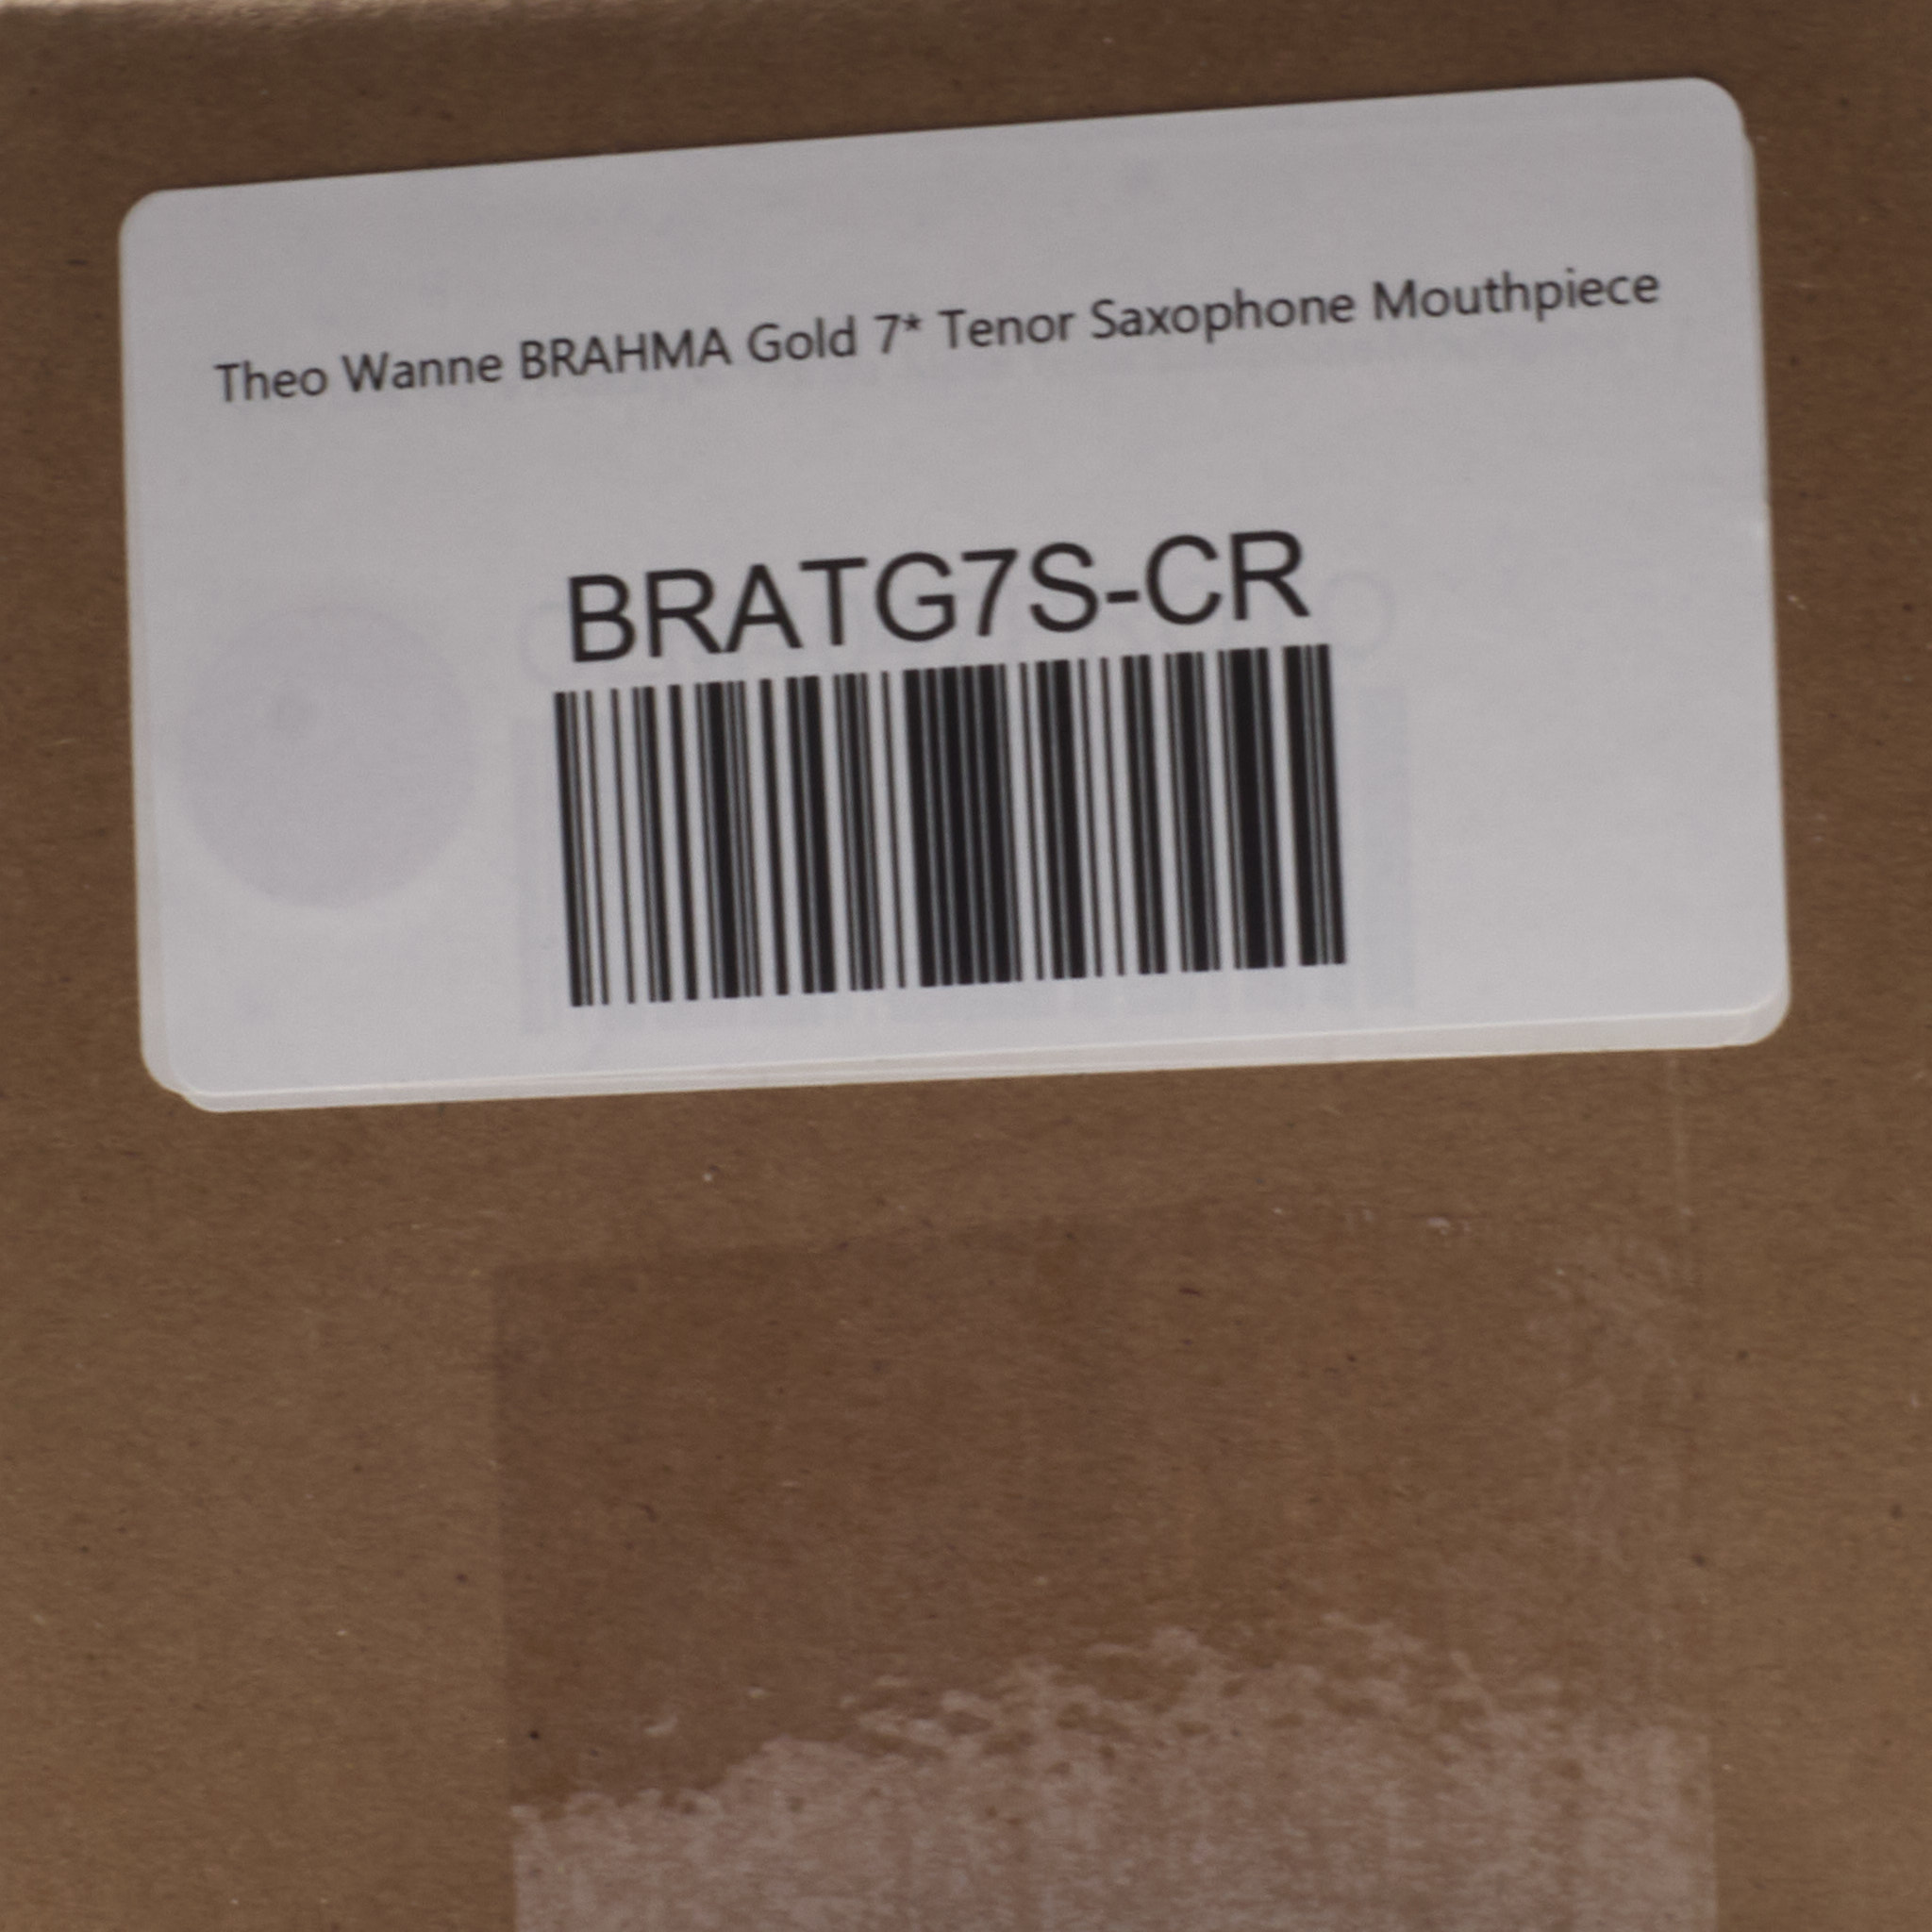 Theo Wanne BRAHMA Gold 7* Tenor Saxophone Mouthpiece
BRATG7S-CR